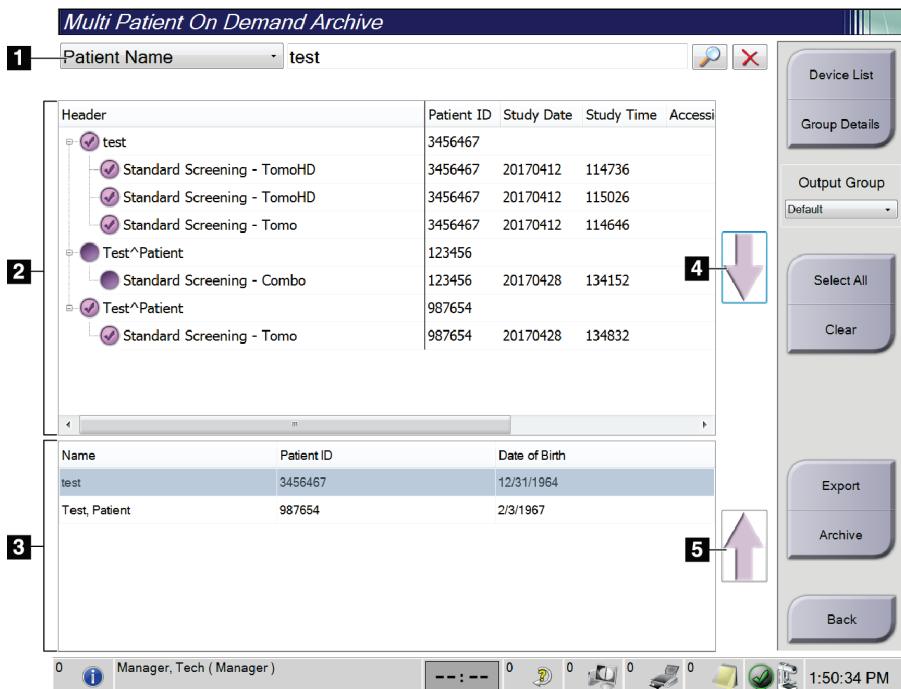 Multi Patient On Demand Archive
1 Patient Name test
Device List
Group Details
Output Group
Default
Select All
Clear
Export
Archive
Back
2
Header Patient ID Study Date Study Time Accessi
test 3456467
Standard Screening - TomoHD 3456467 20170412 114736
Standard Screening - TomoHD 3456467 20170412 115026
Standard Screening - Tomo 3456467 20170412 114646
Test^Patient 123456
Standard Screening - Combo 123456 20170428 134152
Test^Patient 987654
Standard Screening - Tomo 987654 20170428 134832
4
3
Name Patient ID Date of Birth
test 3456467 12/31/1964
Test, Patient 987654 2/3/1967
5
0 Manager, Tech ( Manager ) --:-- 0 0 0 0 1:50:34 PM